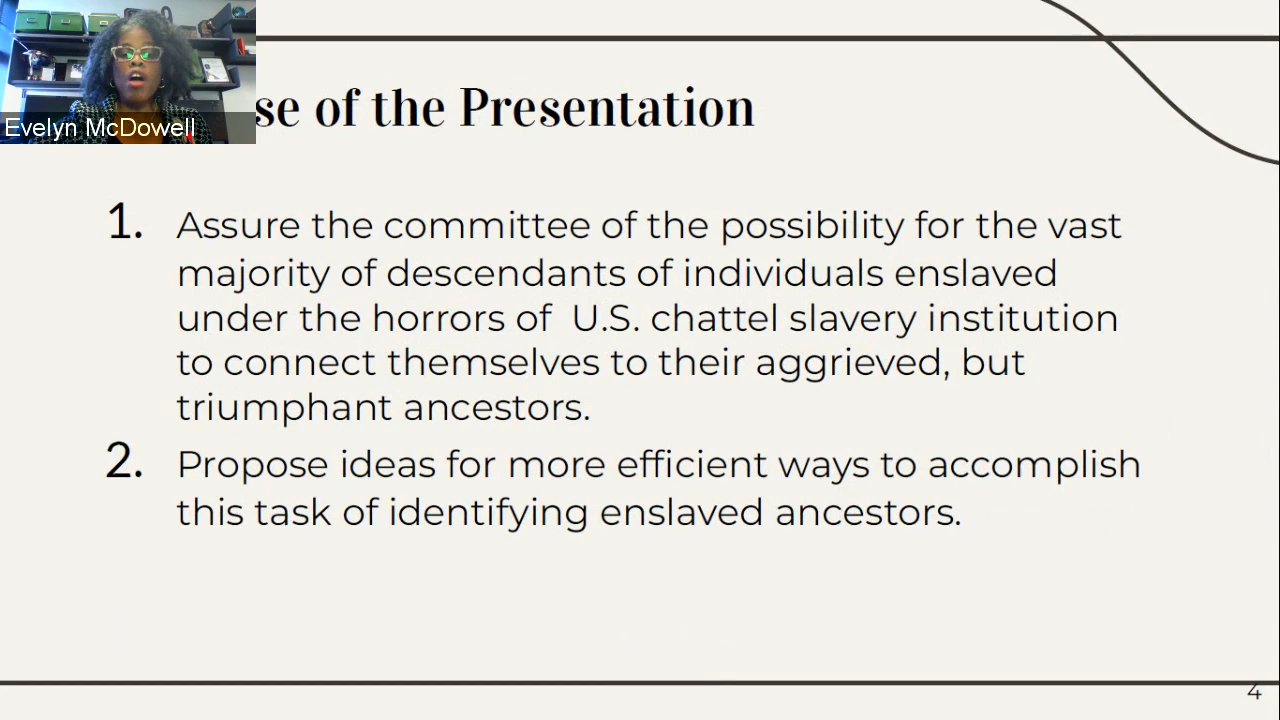 Evelyn McDowell
se of the Presentation
1. Assure the committee of the possibility for the vast
majority of descendants of individuals enslaved
under the horrors of  U.S. chattel slavery institution
to connect themselves to their aggrieved, but
triumphant ancestors.
2. Propose ideas for more efficient ways to accomplish
this task of identifying enslaved ancestors.
4